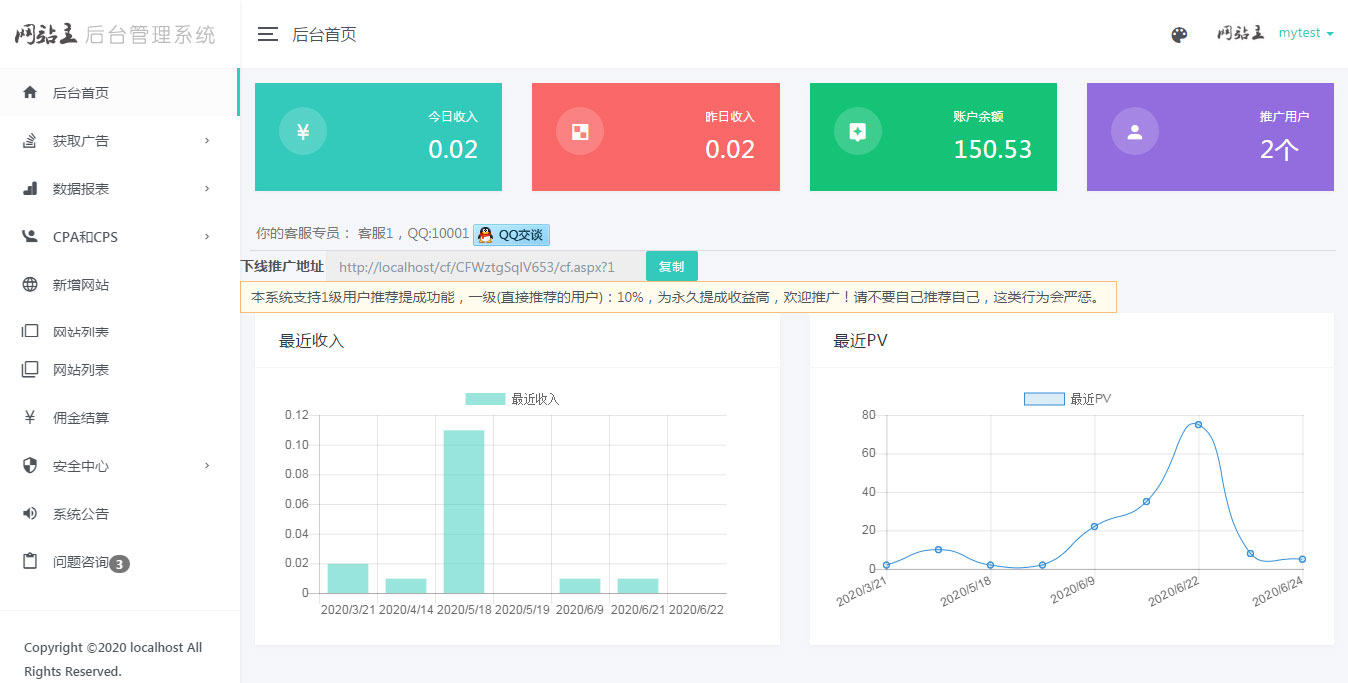 网站主 后台管理系统
后台首页
网站主 mytest
后台首页
获取广告
数据报表
CPA和CPS
新增网站
网站列表
网站列表
¥ 佣金结算
安全中心
系统公告
问题咨询 3
Copyright ©2020 localhost All
Rights Reserved.
¥
今日收入
0.02
昨日收入
0.02
账户余额
150.53
推广用户
2个
你的客服专员： 客服1，QQ:10001 QQ交谈
下线推广地址 http://localhost/cf/CFWztgSqIV653/cf.aspx?1 复制
本系统支持1级用户推荐提成功能，一级(直接推荐的用户)：10%，为永久提成收益高，欢迎推广！请不要自己推荐自己，这类行为会严惩。
最近收入
最近收入
0.12
0.10
0.08
0.06
0.04
0.02
0
2020/3/21 2020/4/14 2020/5/18 2020/5/19 2020/6/9 2020/6/21 2020/6/22
最近PV
最近PV
80
60
40
20
0
2020/3/21 2020/5/18 2020/6/9 2020/6/22 2020/6/24